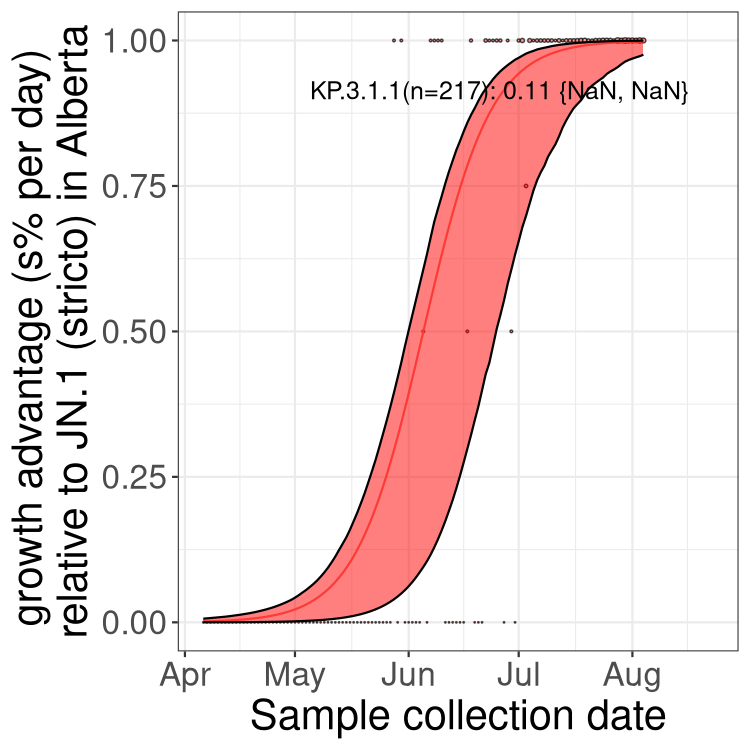 growth advantage (s% per day)
relative to JN.1 (stricto) in Alberta
1.00
0.75
0.50
0.25
0.00
KP.3.1.1(n=217): 0.11 {NaN, NaN}
Apr May Jun Jul Aug
Sample collection date